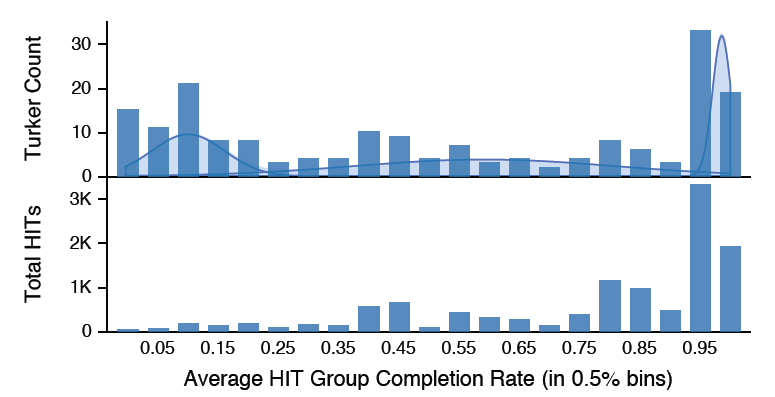 Turker Count
30
20
10
0
Total HITs
3K
2K
1K
0
0.05 0.15 0.25 0.35 0.45 0.55 0.65 0.75 0.85 0.95
Average HIT Group Completion Rate (in 0.5% bins)